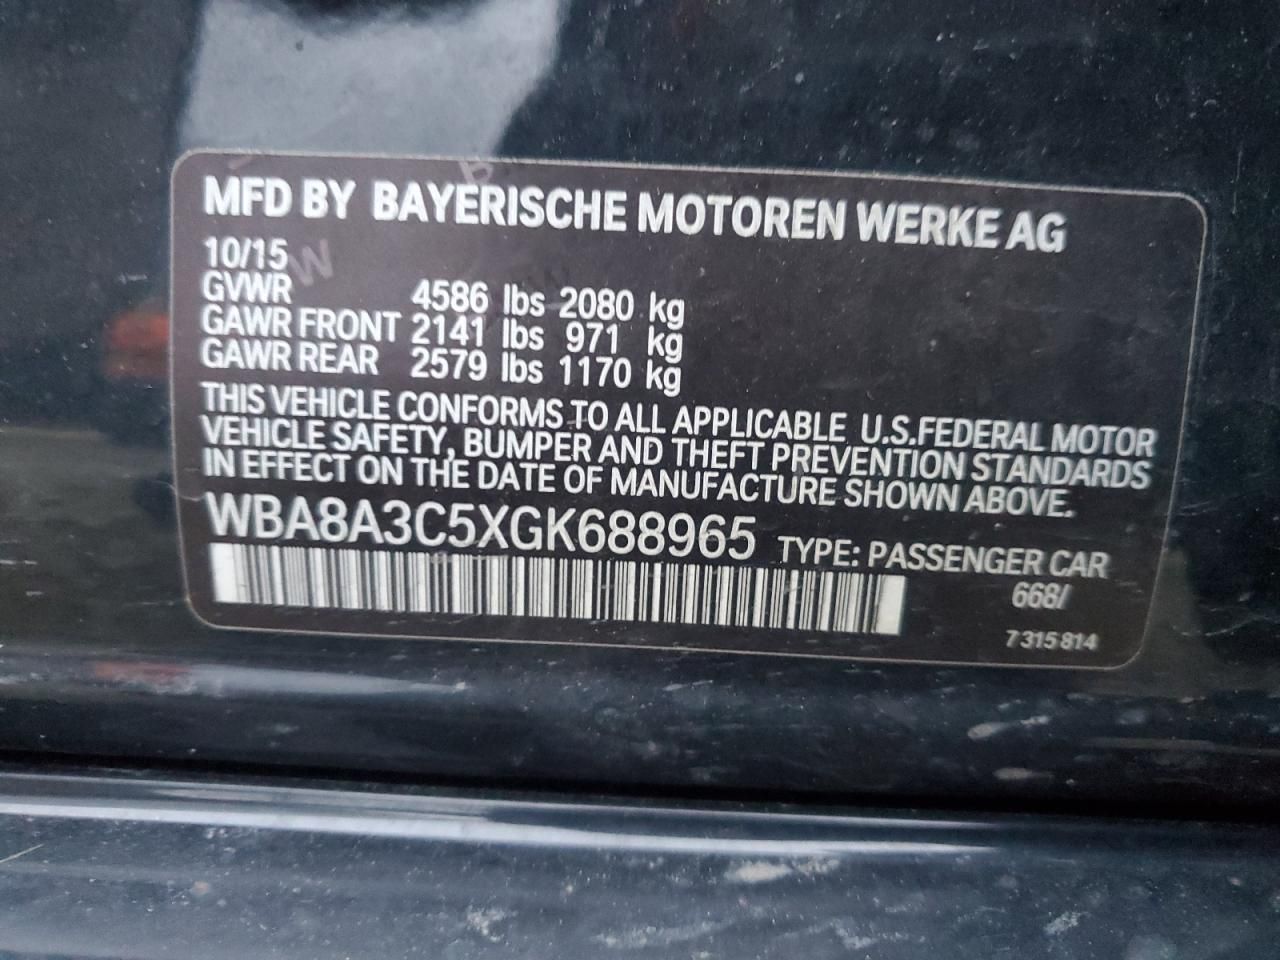 MFD BY BAYERISCHE MOTOREN WERKE AG
10/15
GVWR 4586 lbs 2080 kg
GAWR FRONT 2141 lbs 971 kg
GAWR REAR 2579 lbs 1170 kg
THIS VEHICLE CONFORMS TO ALL APPLICABLE U.S.FEDERAL MOTOR
VEHICLE SAFETY, BUMPER AND THEFT PREVENTION STANDARDS
IN EFFECT ON THE DATE OF MANUFACTURE SHOWN ABOVE.
WBA8A3C5XGK688965 TYPE: PASSENGER CAR
668/
7 315 814